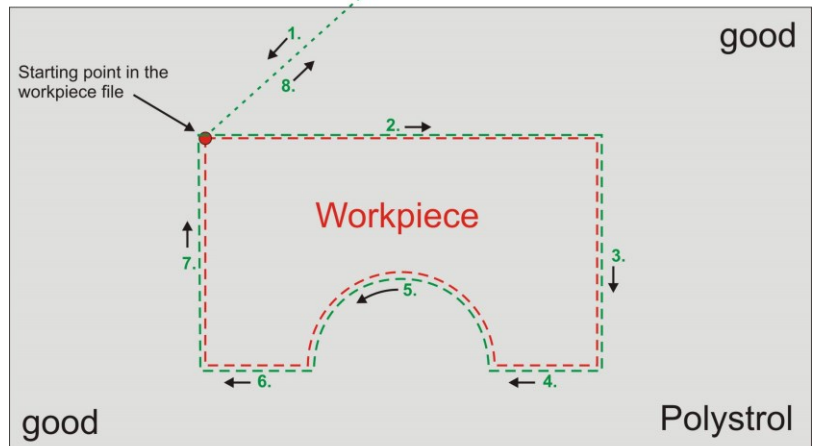 1.
good
Starting point in the
workpiece file
8.
2.
Workpiece
3.
7.
5.
6.
4.
good
Polystrol